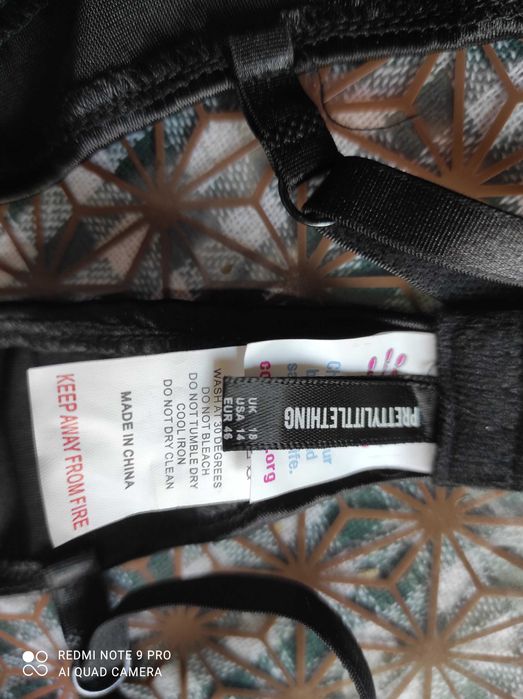 PRETTYLITTLETHING
UK 18
USA 14
EUR 46
WASH AT 30 DEGREES
DO NOT BLEACH
DO NOT TUMBLE DRY
COOL IRON
DO NOT DRY CLEAN
MADE IN CHINA
KEEP AWAY FROM FIRE
.org
REDMI NOTE 9 PRO
AI QUAD CAMERA